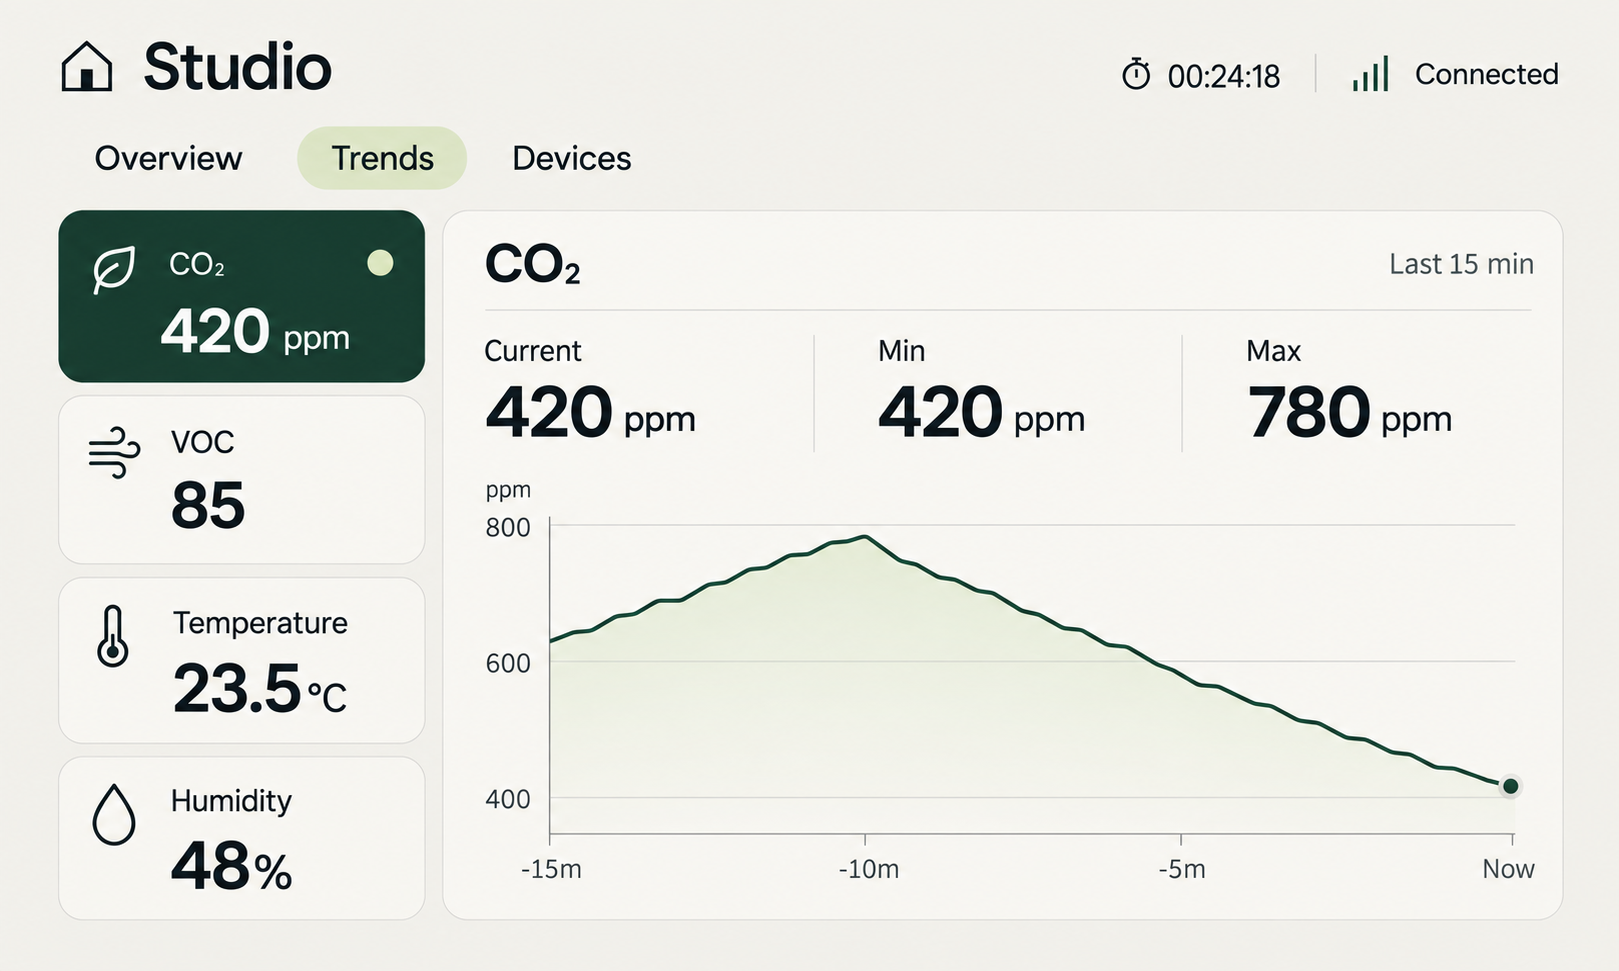 Studio
00:24:18
Connected
Overview
Trends
Devices
CO₂
420 ppm
VOC
85
Temperature
23.5 °C
Humidity
48%
CO₂
Last 15 min
Current
420 ppm
Min
420 ppm
Max
780 ppm
ppm
800
600
400
-15m
-10m
-5m
Now